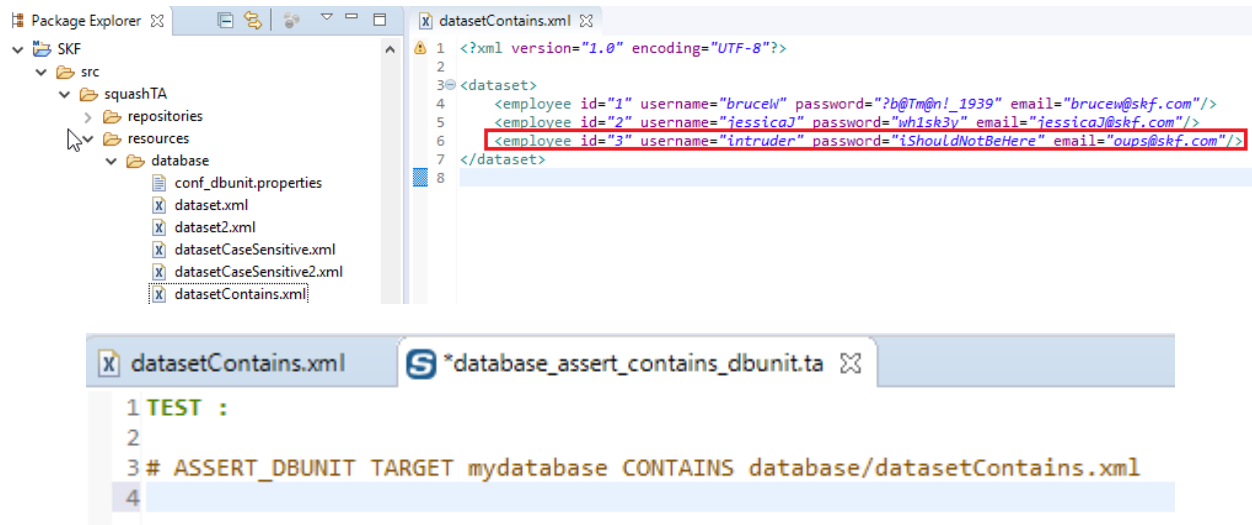 Package Explorer
SKF
src
squashTA
repositories
resources
database
conf_dbunit.properties
dataset.xml
dataset2.xml
datasetCaseSensitive.xml
datasetCaseSensitive2.xml
datasetContains.xml
datasetContains.xml
1 <?xml version="1.0" encoding="UTF-8"?>
2
3 <dataset>
4 <employee id="1" username="bruceW" password="?b@Tm@n!_1939" email="brucew@skf.com"/>
5 <employee id="2" username="jessicaJ" password="wh1sk3y" email="jessicaJ@skf.com"/>
6 <employee id="3" username="intruder" password="iShouldNotBeHere" email="oups@skf.com"/>
7 </dataset>
8
datasetContains.xml
*database_assert_contains_dbunit.ta
1 TEST :
2
3 # ASSERT_DBUNIT TARGET mydatabase CONTAINS database/datasetContains.xml
4